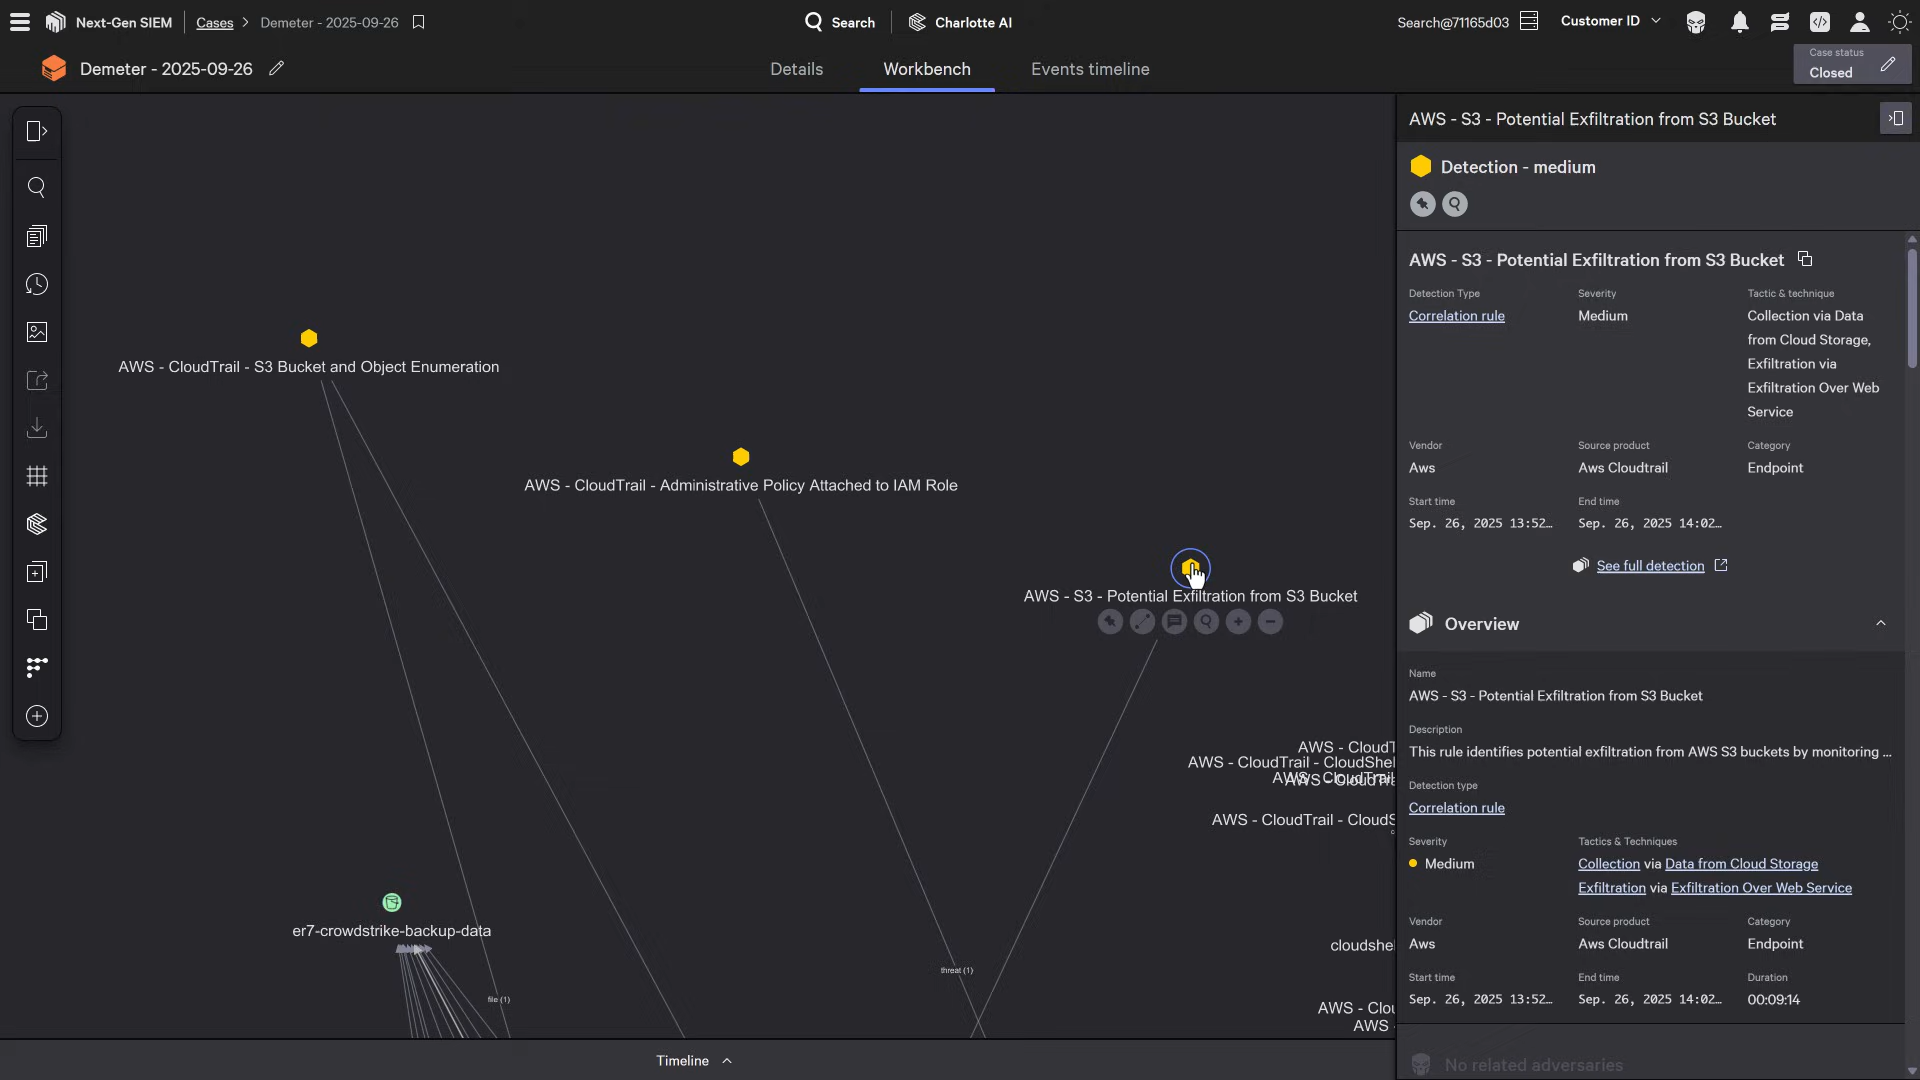 Next-Gen SIEM
Cases
Demeter - 2025-09-26
Search
Charlotte AI
Search@71165d03
Customer ID
Demeter - 2025-09-26
Details
Workbench
Events timeline
Case status
Closed
AWS - CloudTrail - S3 Bucket and Object Enumeration
AWS - CloudTrail - Administrative Policy Attached to IAM Role
AWS - S3 - Potential Exfiltration from S3 Bucket
AWS - CloudT
AWS - CloudTrail - CloudShel
AWS - CloudTrail - CloudS
er7-crowdstrike-backup-data
cloudshel
threat (1)
file (1)
AWS - Clou
AWS -
Timeline
AWS - S3 - Potential Exfiltration from S3 Bucket
Detection - medium
AWS - S3 - Potential Exfiltration from S3 Bucket
Detection Type
Severity
Tactic & technique
Correlation rule
Medium
Collection via Data
from Cloud Storage,
Exfiltration via
Exfiltration Over Web
Service
Vendor
Source product
Category
Aws
Aws Cloudtrail
Endpoint
Start time
End time
Sep. 26, 2025 13:52…
Sep. 26, 2025 14:02…
See full detection
Overview
Name
AWS - S3 - Potential Exfiltration from S3 Bucket
Description
This rule identifies potential exfiltration from AWS S3 buckets by monitoring ...
Detection type
Correlation rule
Severity
Tactics & Techniques
Medium
Collection via Data from Cloud Storage
Exfiltration via Exfiltration Over Web Service
Vendor
Source product
Category
Aws
Aws Cloudtrail
Endpoint
Start time
End time
Duration
Sep. 26, 2025 13:52…
Sep. 26, 2025 14:02…
00:09:14
No related adversaries